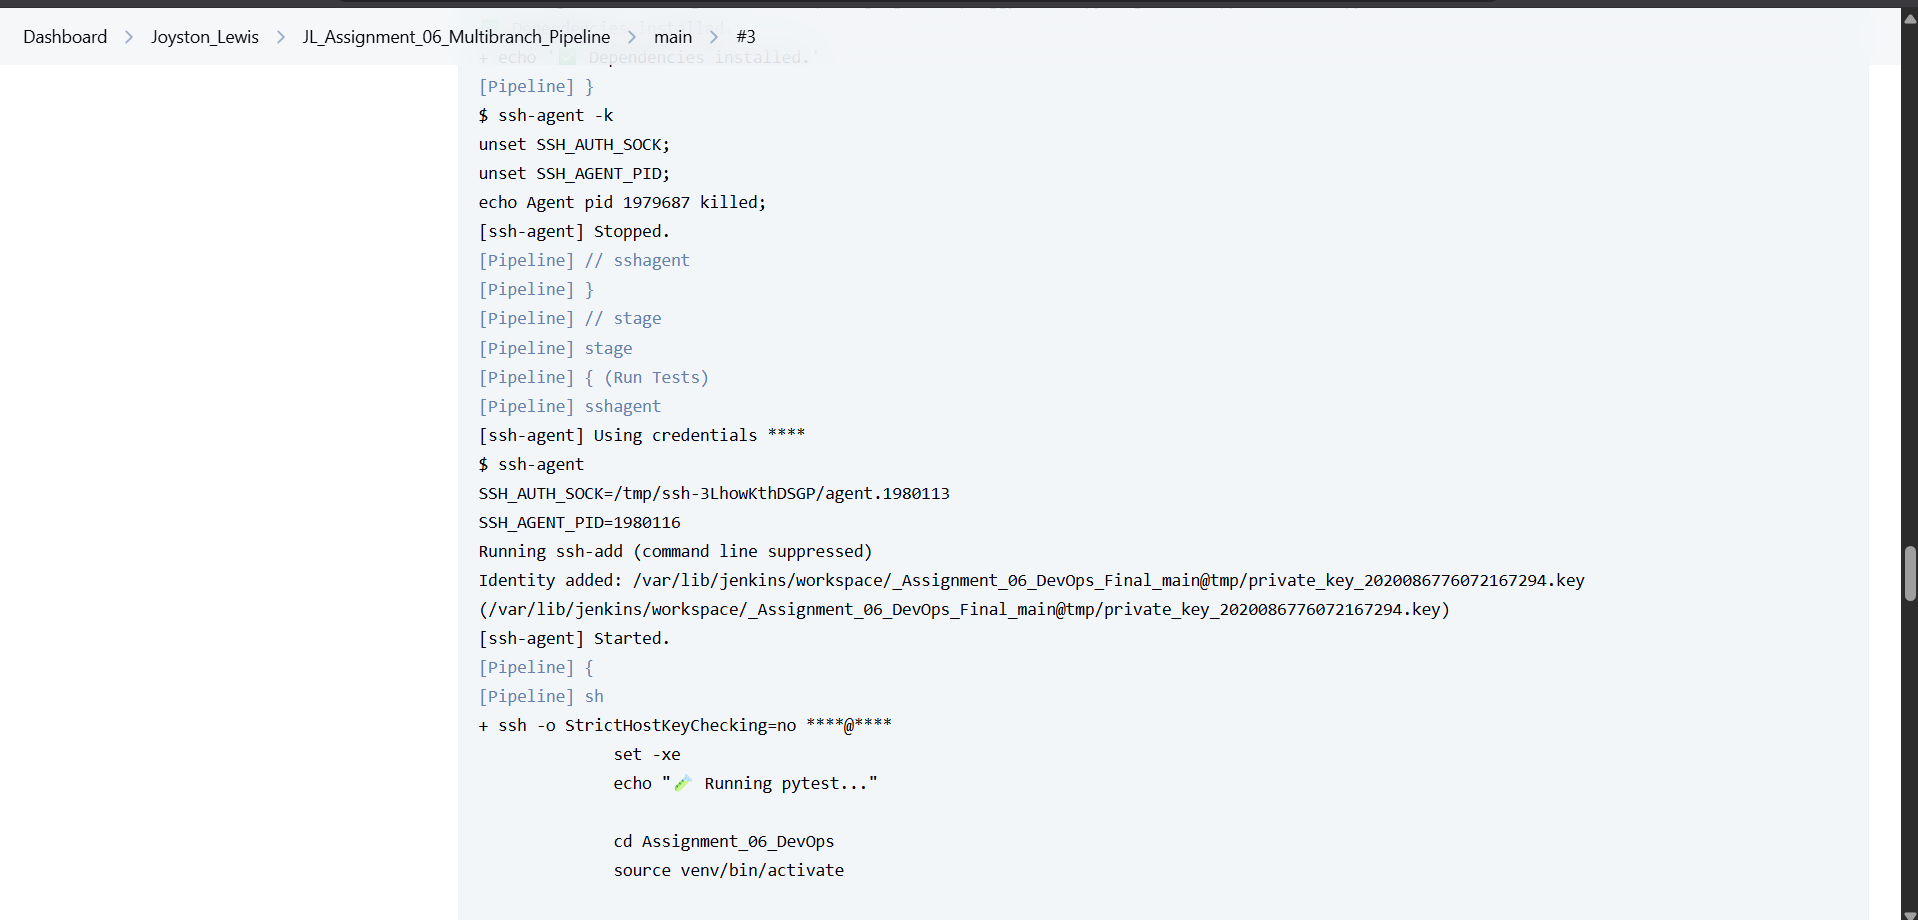 Dashboard > Joyston_Lewis > JL_Assignment_06_Multibranch_Pipeline > main > #3
+ echo '✅ Dependencies installed.'
[Pipeline] }
$ ssh-agent -k
unset SSH_AUTH_SOCK;
unset SSH_AGENT_PID;
echo Agent pid 1979687 killed;
[ssh-agent] Stopped.
[Pipeline] // sshagent
[Pipeline] }
[Pipeline] // stage
[Pipeline] stage
[Pipeline] { (Run Tests)
[Pipeline] sshagent
[ssh-agent] Using credentials ****
$ ssh-agent
SSH_AUTH_SOCK=/tmp/ssh-3LhowKthDSGP/agent.1980113
SSH_AGENT_PID=1980116
Running ssh-add (command line suppressed)
Identity added: /var/lib/jenkins/workspace/_Assignment_06_DevOps_Final_main@tmp/private_key_2020086776072167294.key
(/var/lib/jenkins/workspace/_Assignment_06_DevOps_Final_main@tmp/private_key_2020086776072167294.key)
[ssh-agent] Started.
[Pipeline] {
[Pipeline] sh
+ ssh -o StrictHostKeyChecking=no ****@****
set -xe
echo "🧪 Running pytest..."
cd Assignment_06_DevOps
source venv/bin/activate